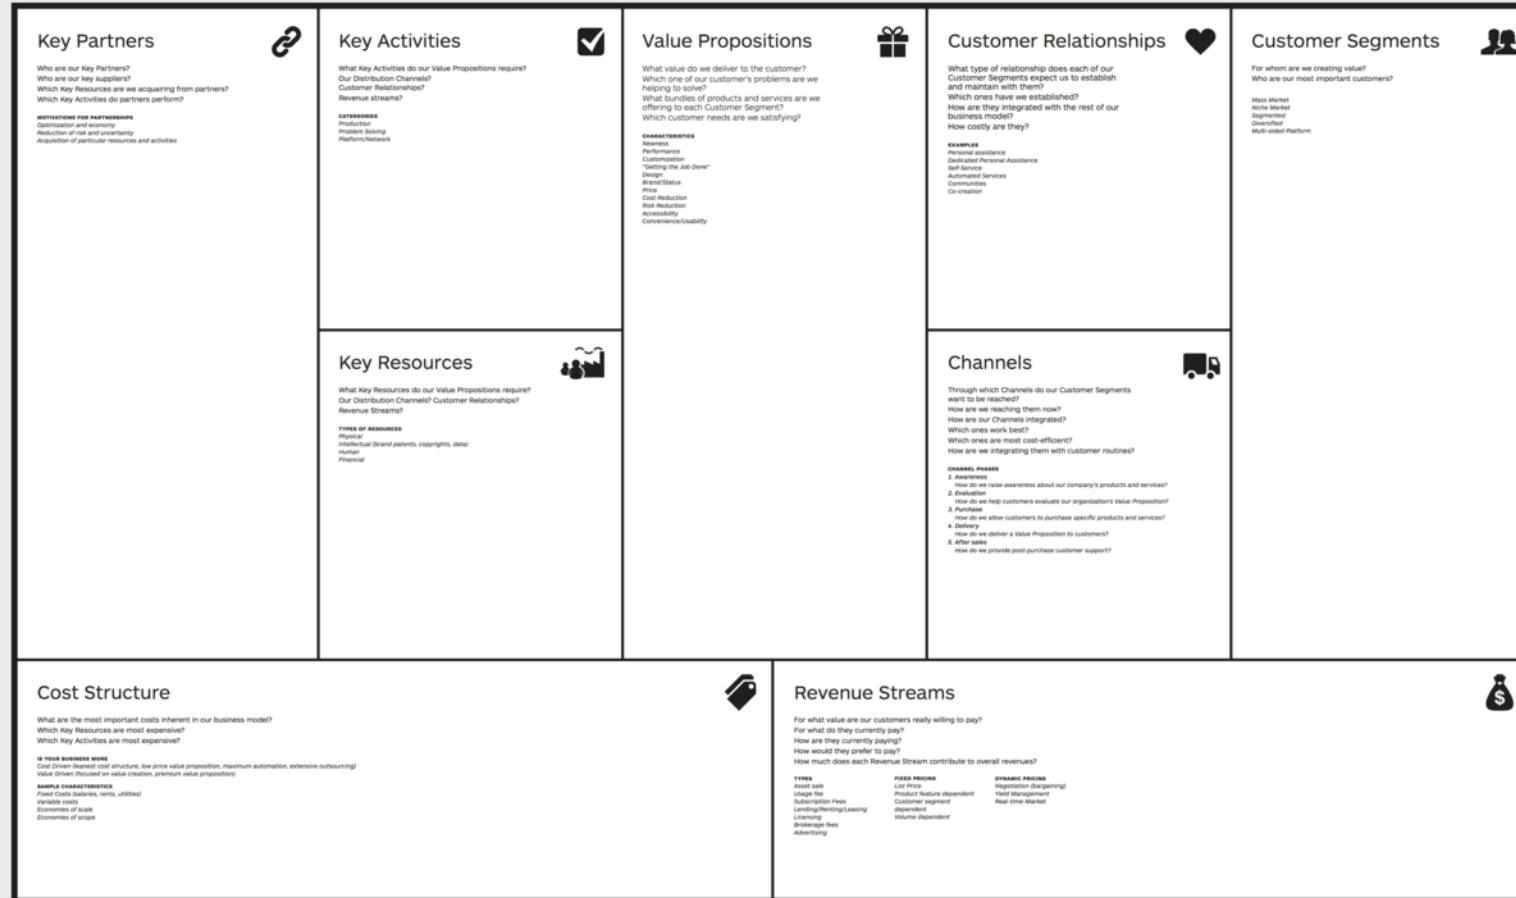 Key Partners
Who are our Key Partners?
Who are our key suppliers?
Which Key Resources are we acquairing from partners?
Which Key Activities do partners perform?
MOTIVATIONS FOR PARTNERSHIPS
Optimization and economy
Reduction of risk and uncertainty
Acquisition of particular resources and activities
Key Activities
What Key Activities do our Value Propositions require?
Our Distribution Channels?
Customer Relationships?
Revenue streams?
CATERGORIES
Production
Problem Solving
Platform/Network
Key Resources
What Key Resources do our Value Propositions require?
Our Distribution Channels? Customer Relationships?
Revenue Streams?
TYPES OF RESOURCES
Physical
Intellectual (brand patents, copyrights, data)
Human
Financial
Value Propositions
What value do we deliver to the customer?
Which one of our customer's problems are we
helping to solve?
What bundles of products and services are we
offering to each Customer Segment?
Which customer needs are we satisfying?
CHARACTERISTICS
Newness
Performance
Customization
"Getting the Job Done"
Design
Brand/Status
Price
Cost Reduction
Risk Reduction
Accessibility
Convenience/Usability
Customer Relationships
What type of relationship does each of our
Customer Segments expect us to establish
and maintain with them?
Which ones have we established?
How are they integrated with the rest of our
business model?
How costly are they?
EXAMPLES
Personal assistance
Dedicated Personal Assistance
Self-Service
Automated Services
Communities
Co-creation
Channels
Through which Channels do our Customer Segments
want to be reached?
How are we reaching them now?
How are our Channels integrated?
Which ones work best?
Which ones are most cost-efficient?
How are we integrating them with customer routines?
CHANNEL PHASES
1. Awareness
How do we raise awareness about our company's products and services?
2. Evaluation
How do we help customers evaluate our organization's Value Proposition?
3. Purchase
How do we allow customers to purchase specific products and services?
4. Delivery
How do we deliver a Value Proposition to customers?
5. After sales
How do we provide post-purchase customer support?
Customer Segments
For whom are we creating value?
Who are our most important customers?
Mass Market
Niche Market
Segmented
Diversified
Multi-sided Platform
Cost Structure
What are the most important costs inherent in our business model?
Which Key Resources are most expensive?
Which Key Activities are most expensive?
IS YOUR BUSINESS MORE
Cost Driven (leanest cost structure, low price value proposition, maximum automation, extensive outsourcing)
Value Driven (focused on value creation, premium value proposition)
SAMPLE CHARACTERISTICS
Fixed Costs (salaries, rents, utilities)
Variable costs
Economies of scale
Economies of scope
Revenue Streams
For what value are our customers really willing to pay?
For what do they currently pay?
How are they currently paying?
How would they prefer to pay?
How much does each Revenue Stream contribute to overall revenues?
TYPES
Asset sale
Usage fee
Subscription Fees
Lending/Renting/Leasing
Licensing
Brokerage fees
Advertising
FIXED PRICING
List Price
Product feature dependent
Customer segment
dependent
Volume dependent
DYNAMIC PRICING
Negotiation (bargaining)
Yield Management
Real-time-Market
$